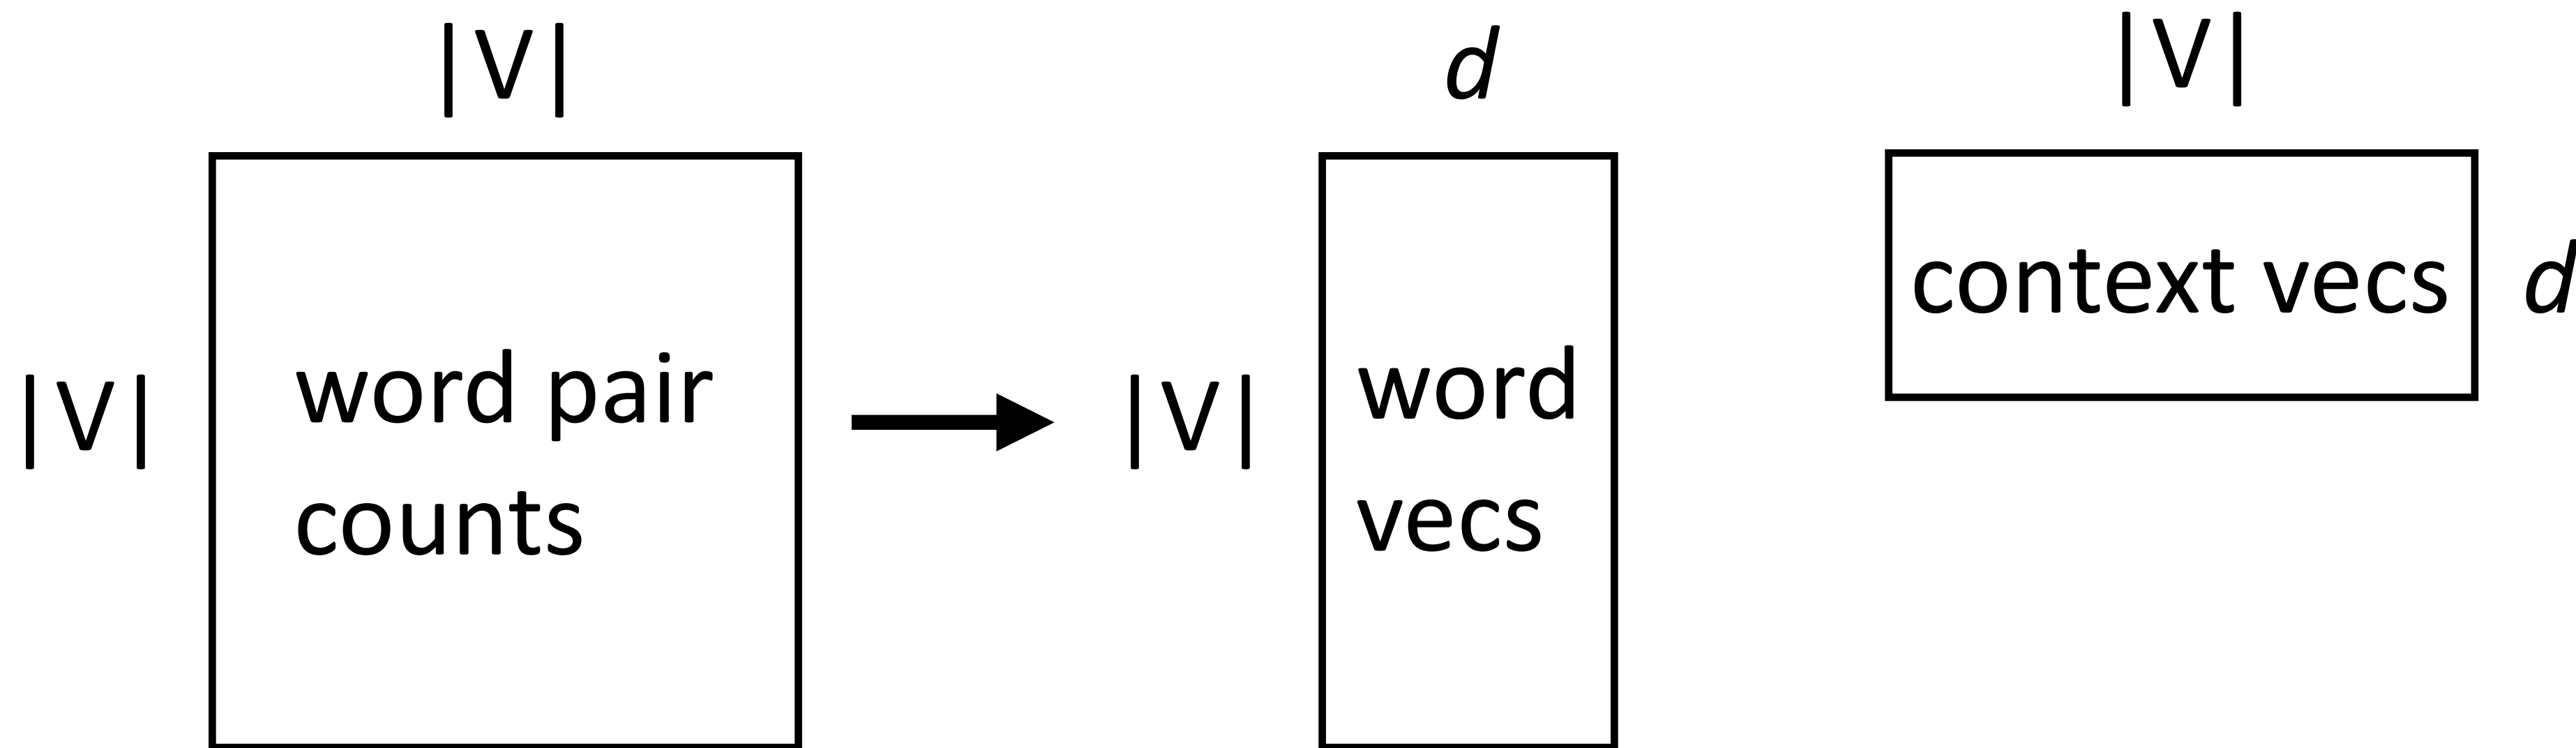 |V|
d
|V|
|V|
word pair
counts
|V|
word
vecs
context vecs
d